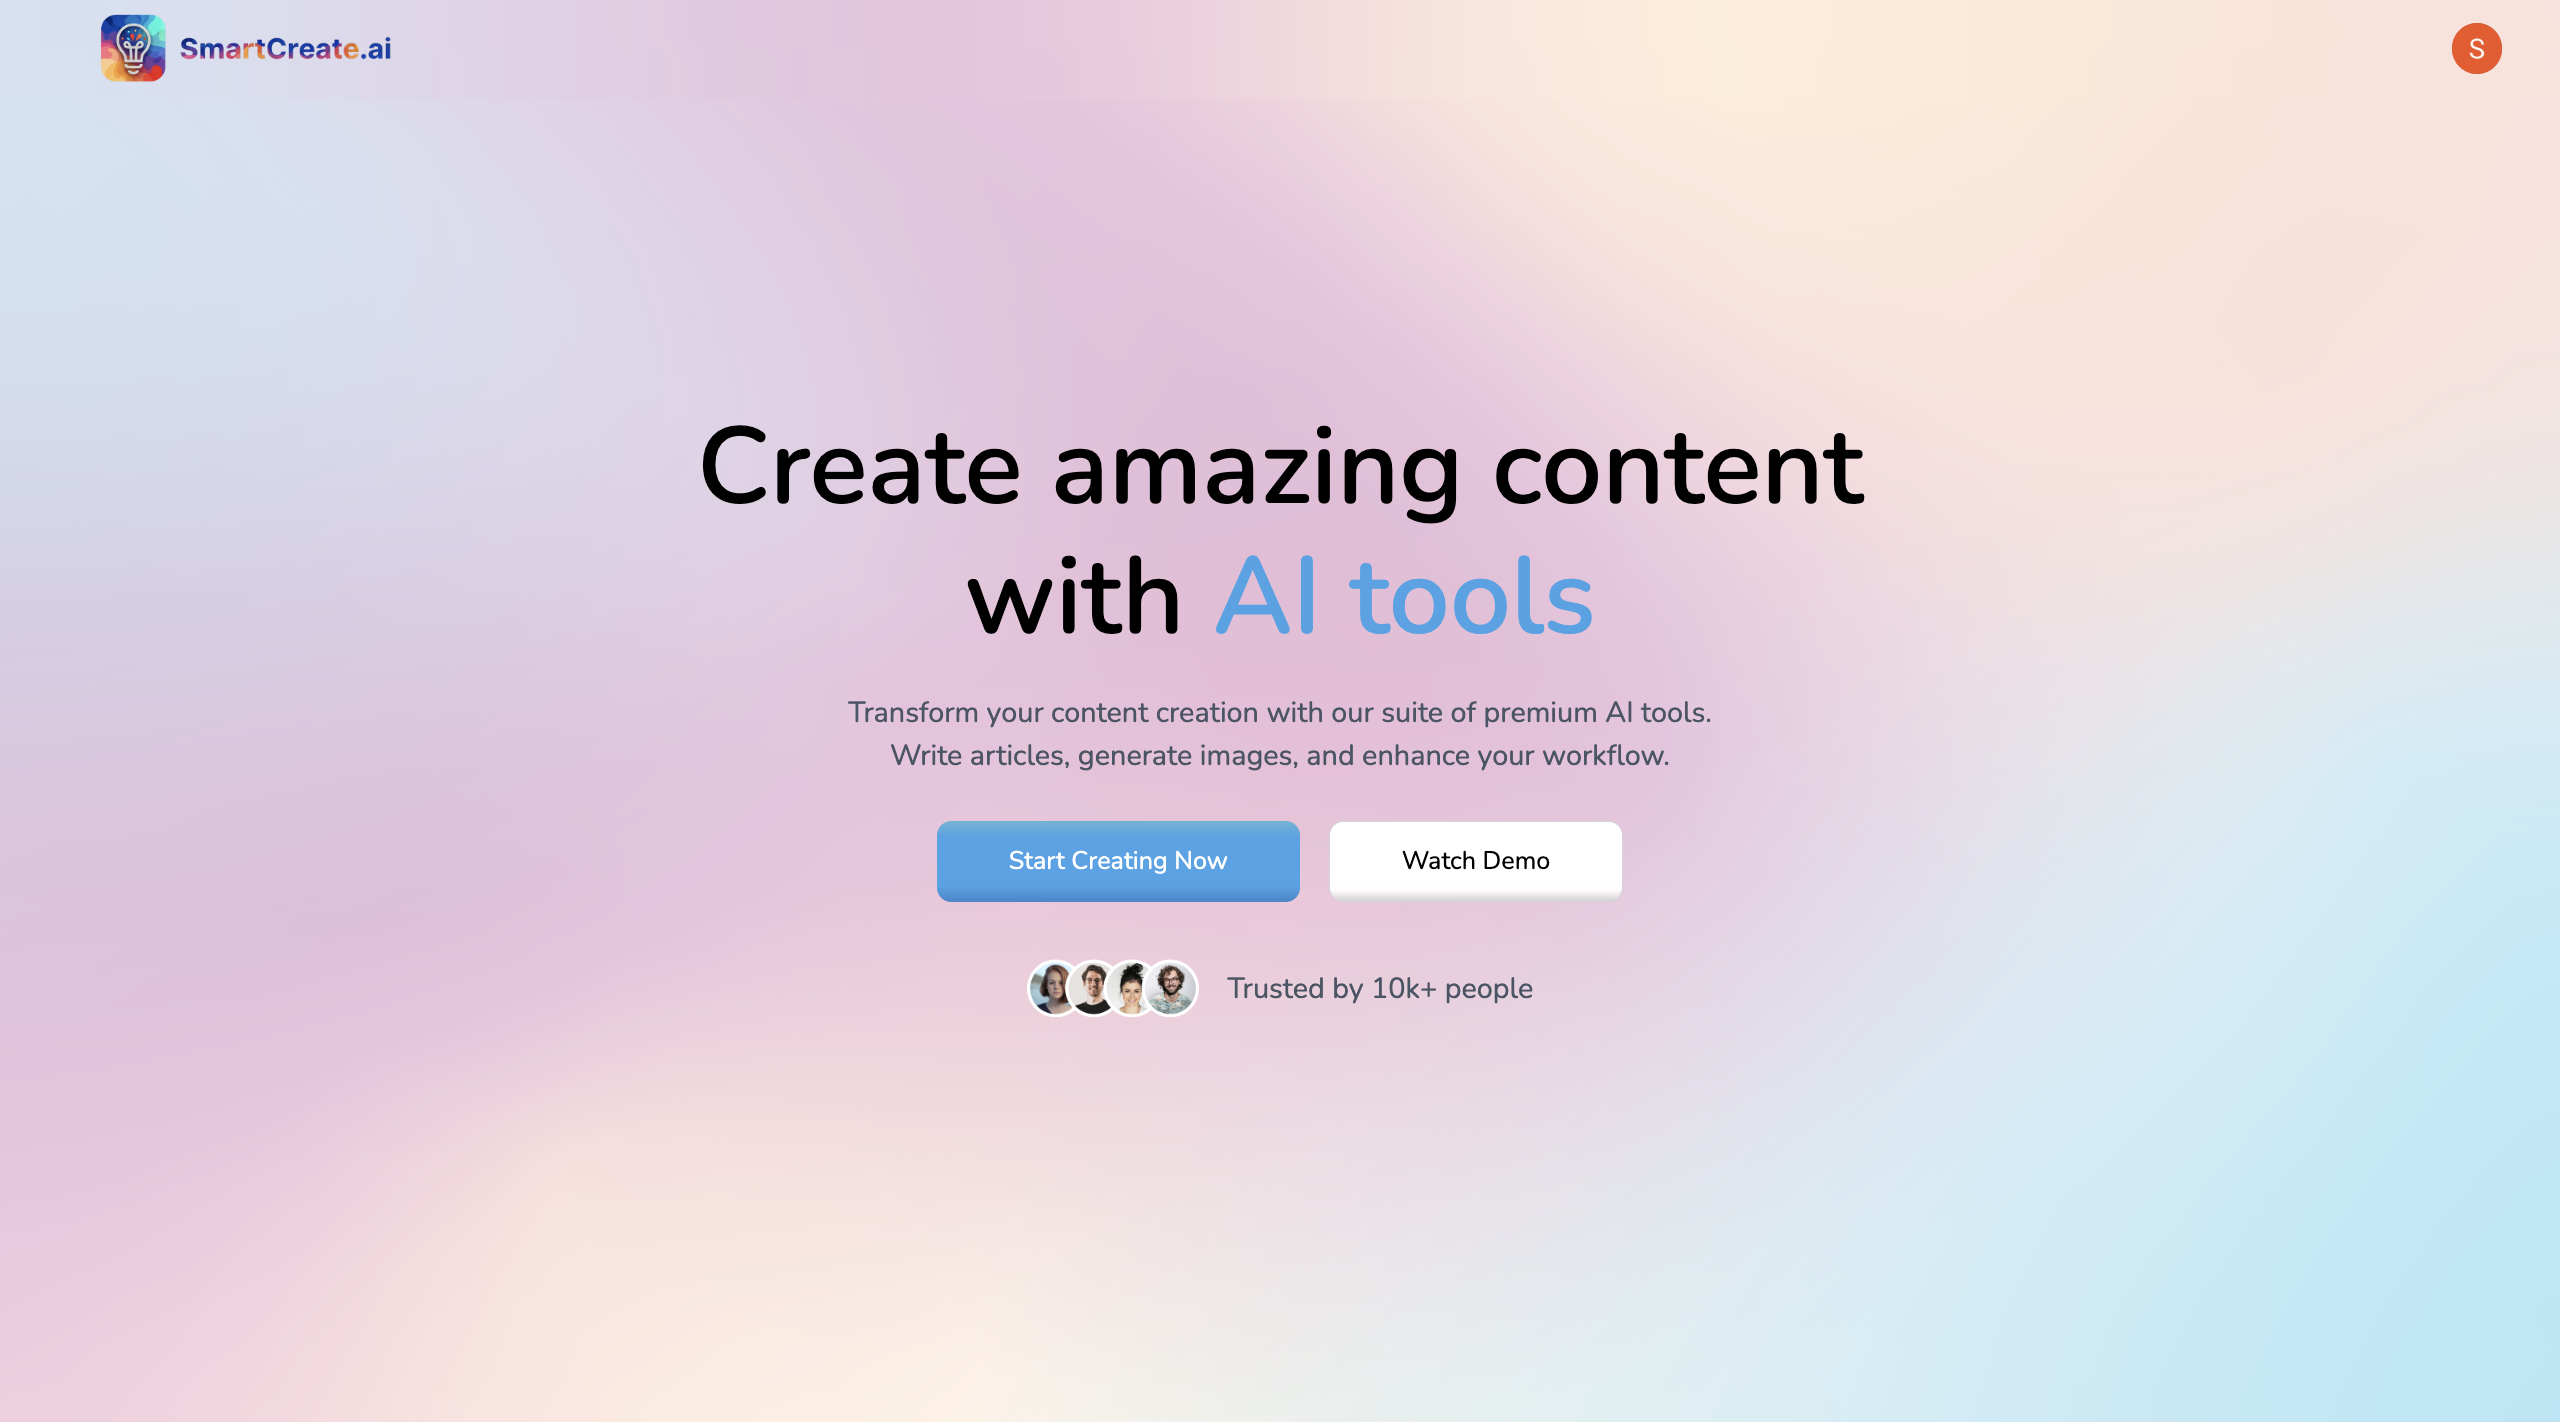 SmartCreate.ai
S
Create amazing content
with AI tools
Transform your content creation with our suite of premium AI tools.
Write articles, generate images, and enhance your workflow.
Start Creating Now
Watch Demo
Trusted by 10k+ people